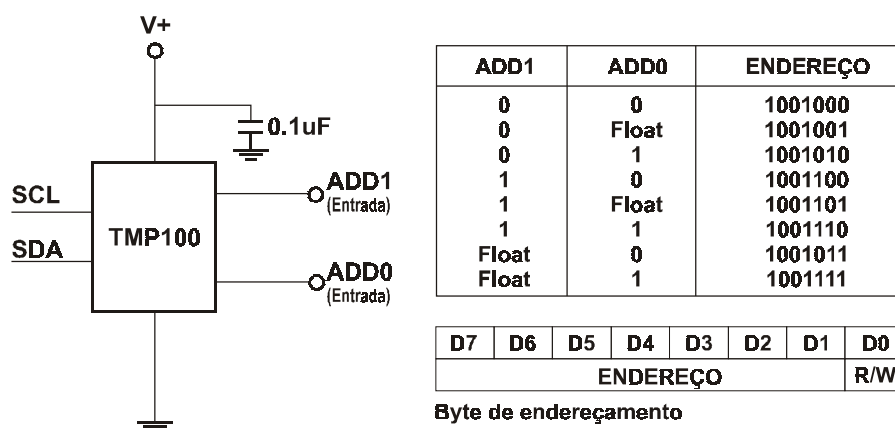 V+
0.1uF
SCL
SDA
TMP100
ADD1
(Entrada)
ADD0
(Entrada)
ADD1 ADD0 ENDEREÇO
0 0 1001000
0 Float 1001001
0 1 1001010
1 0 1001100
1 Float 1001101
1 1 1001110
Float 0 1001011
Float 1 1001111
D7 D6 D5 D4 D3 D2 D1 D0
ENDEREÇO R/W
Byte de endereçamento